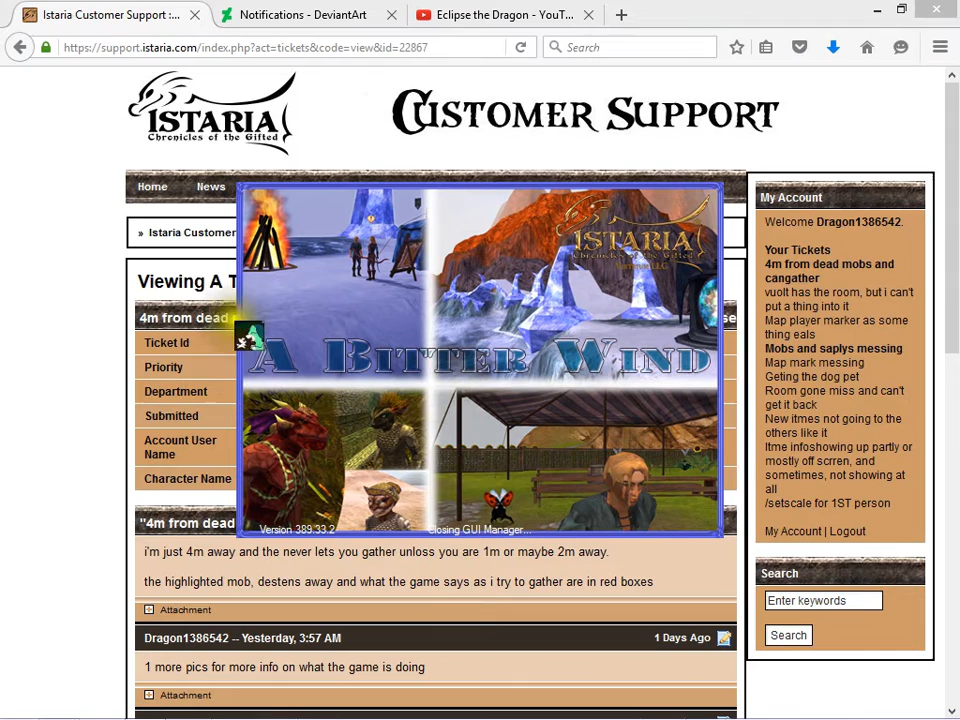 Istaria Customer Support :...
Notifications - DeviantArt
Eclipse the Dragon - YouT...
https://support.istaria.com/index.php?act=tickets&code=view&id=22867
Search
ISTARIA
Chronicles of the Gifted
Customer Support
Home
News
» Istaria Customer
Viewing A T
4m from dead
se
Ticket Id
Priority
Department
Submitted
Account User
Name
Character Name
ISTARIA
Chronicles of the Gifted
A Bitter Wind
Version 389.33.2
Closing GUI Manager...
"4m from dead
i'm just 4m away and the never lets you gather unloss you are 1m or maybe 2m away.
the highlighted mob, destens away and what the game says as i try to gather are in red boxes
Attachment
Dragon1386542 -- Yesterday, 3:57 AM
1 Days Ago
1 more pics for more info on what the game is doing
Attachment
My Account
Welcome Dragon1386542.
Your Tickets
4m from dead mobs and
cangather
vuolt has the room, but i can't
put a thing into it
Map player marker as some
thing eals
Mobs and saplys messing
Map mark messing
Geting the dog pet
Room gone miss and can't
get it back
New itmes not going to the
others like it
Itme infoshowing up partly or
mostly off scrren, and
sometimes, not showing at
all
/setscale for 1ST person
My Account | Logout
Search
Enter keywords
Search